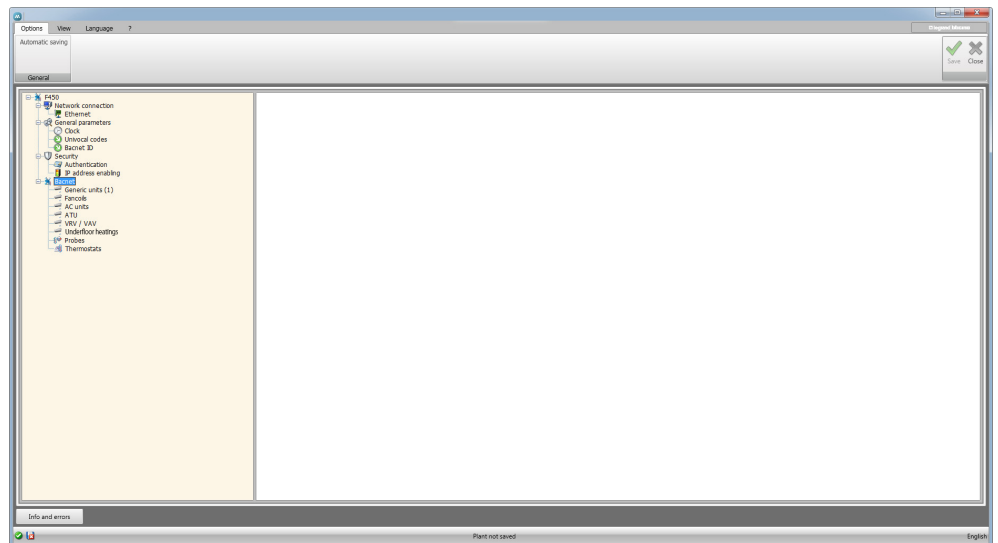 Options View Language ?
Automatic saving
Save Close
General
F450
Network connection
Ethernet
General parameters
Clock
Univocal codes
Bacnet ID
Security
Authentication
IP address enabling
Bacnet
Generic units (1)
Fancoils
AC units
ATU
VRV / VAV
Underfloor heatings
Probes
Thermostats
Info and errors
Plant not saved English